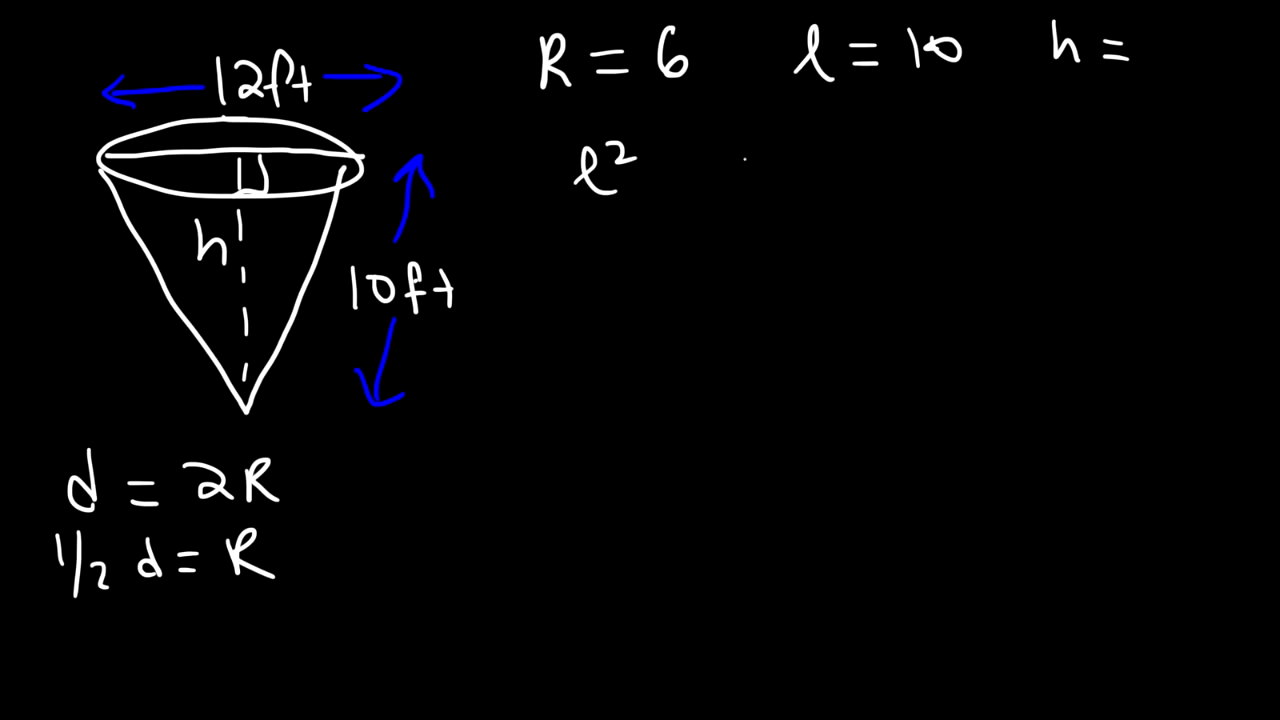 12ft
R = 6 l = 10 h =
l²
h
10ft
d = 2R
1/2 d = R